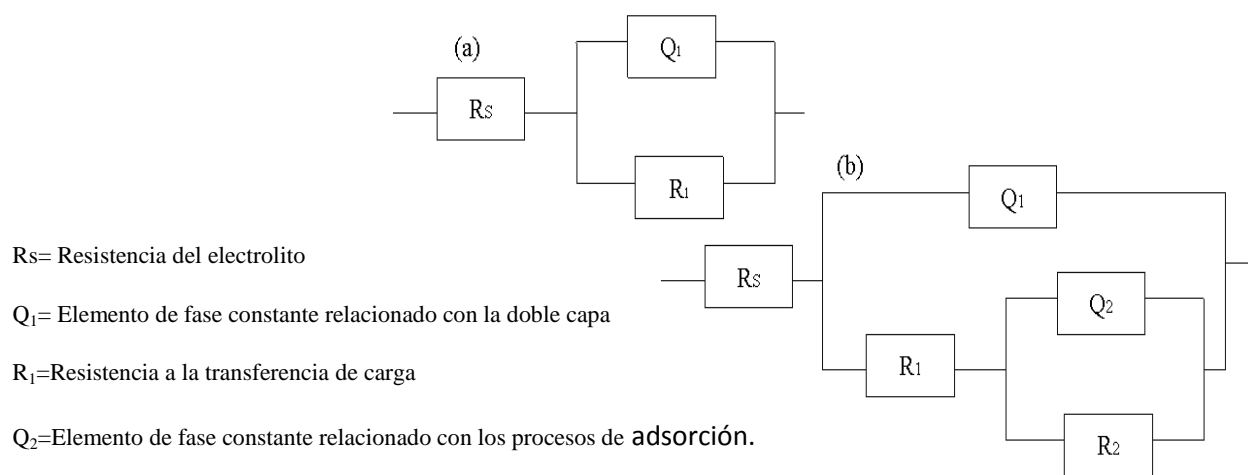 (a)
Q1
Rs
R1
(b)
Q1
Rs
Q2
R1
R2
Rs= Resistencia del electrolito
Q1= Elemento de fase constante relacionado con la doble capa
R1=Resistencia a la transferencia de carga
Q2=Elemento de fase constante relacionado con los procesos de adsorción.